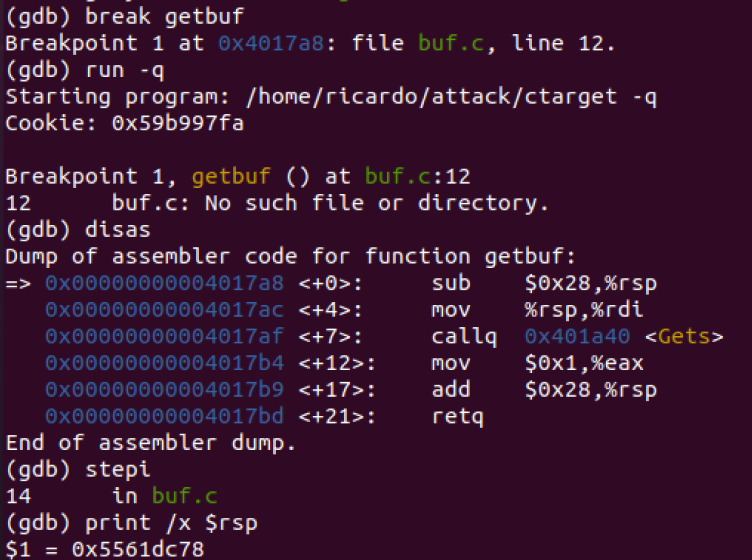 (gdb) break getbuf
Breakpoint 1 at 0x4017a8: file buf.c, line 12.
(gdb) run -q
Starting program: /home/ricardo/attack/ctarget -q
Cookie: 0x59b997fa

Breakpoint 1, getbuf () at buf.c:12
12      buf.c: No such file or directory.
(gdb) disas
Dump of assembler code for function getbuf:
=> 0x00000000004017a8 <+0>:     sub    $0x28,%rsp
   0x00000000004017ac <+4>:     mov    %rsp,%rdi
   0x00000000004017af <+7>:     callq  0x401a40 <Gets>
   0x00000000004017b4 <+12>:    mov    $0x1,%eax
   0x00000000004017b9 <+17>:    add    $0x28,%rsp
   0x00000000004017bd <+21>:    retq
End of assembler dump.
(gdb) stepi
14      in buf.c
(gdb) print /x $rsp
$1 = 0x5561dc78